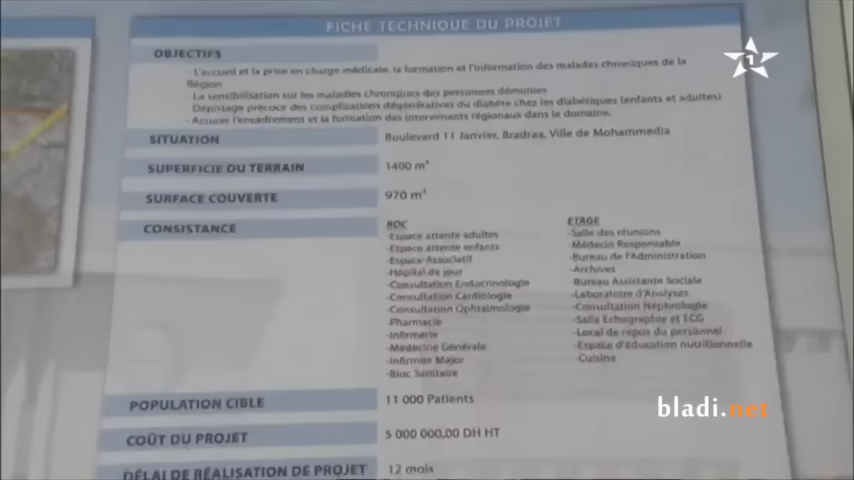 FICHE TECHNIQUE DU PROJET
OBJECTIFS
- L'accueil et la prise en charge médicale, la formation et l'information des malades chroniques de la
Région
- La sensibilisation sur les maladies chroniques des personnes démunies
- Dépistage précoce des complications dégénératives du diabète chez les diabétiques (enfants et adultes)
- Assurer l'encadrement et la formation des intervenants régionaux dans le domaine.
SITUATION
Boulevard 11 Janvier, Bradraa, Ville de Mohammedia
SUPERFICIE DU TERRAIN
1400 m²
SURFACE COUVERTE
970 m²
CONSISTANCE
RDC
-Espace attente adultes
-Espace attente enfants
-Espace Associatif
-Hôpital de jour
-Consultation Endocrinologie
-Consultation Cardiologie
-Consultation Ophtalmologie
-Pharmacie
-Infirmerie
-Médecine Générale
-Infirmier Major
-Bloc Sanitaire
ETAGE
-Salle des réunions
-Médecin Responsable
-Bureau de l'Administration
-Archives
-Bureau Assistante Sociale
-Laboratoire d'Analyses
-Consultation Néphrologie
-Salle Echographie et ECG
-Local de repos du personnel
-Espace d'éducation nutritionnelle
-Cuisine
POPULATION CIBLE
11 000 Patients
COÛT DU PROJET
5 000 000,00 DH HT
DÉLAI DE RÉALISATION DE PROJET
12 mois
1
bladi.net